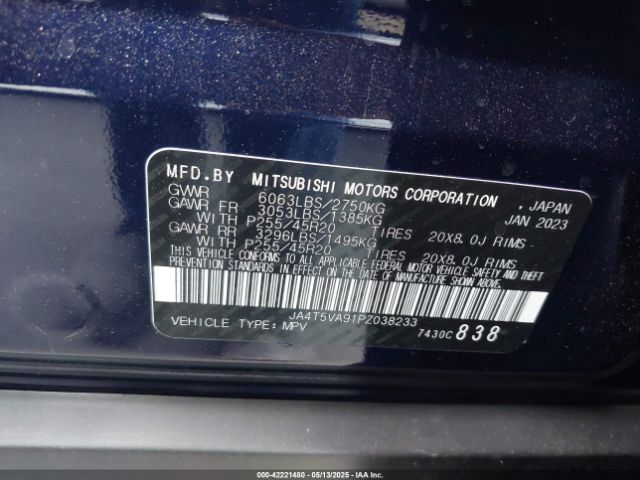 MFD.BY MITSUBISHI MOTORS CORPORATION , JAPAN
GVWR 6063LBS/2750KG JAN 2023
GAWR FR 3053LBS/1385KG
WITH P255/45R20 TIRES 20X8.0J RIMS
GAWR RR 3296LBS/1495KG
WITH P255/45R20 TIRES 20X8.0J RIMS
THIS VEHICLE CONFORMS TO ALL APPLICABLE FEDERAL MOTOR VEHICLE SAFETY AND THEFT
PREVENTION STANDARDS IN EFFECT ON THE DATE OF MANUFACTURE SHOWN ABOVE.
JA4T5VA91PZ038233
VEHICLE TYPE:MPV 7430C 838
000-42221480 - 05/13/2025 - IAAI.COM